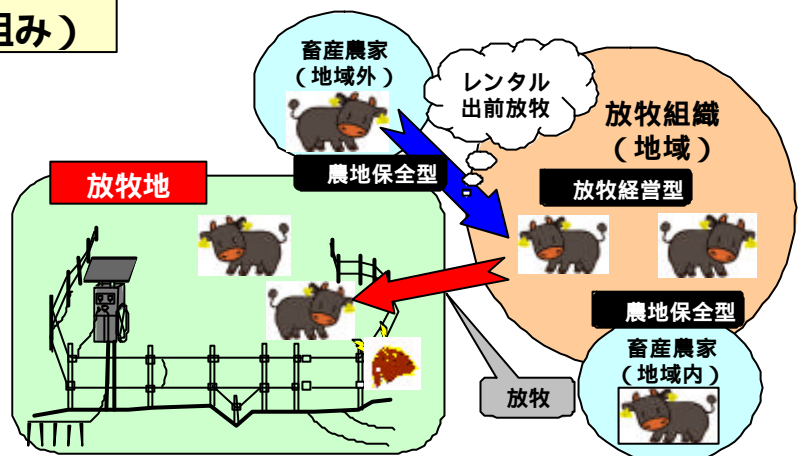 組み）
畜産農家
（地域外）
レンタル
出前放牧
放牧組織
（地域）
放牧地
農地保全型
放牧経営型
農地保全型
畜産農家
（地域内）
放牧